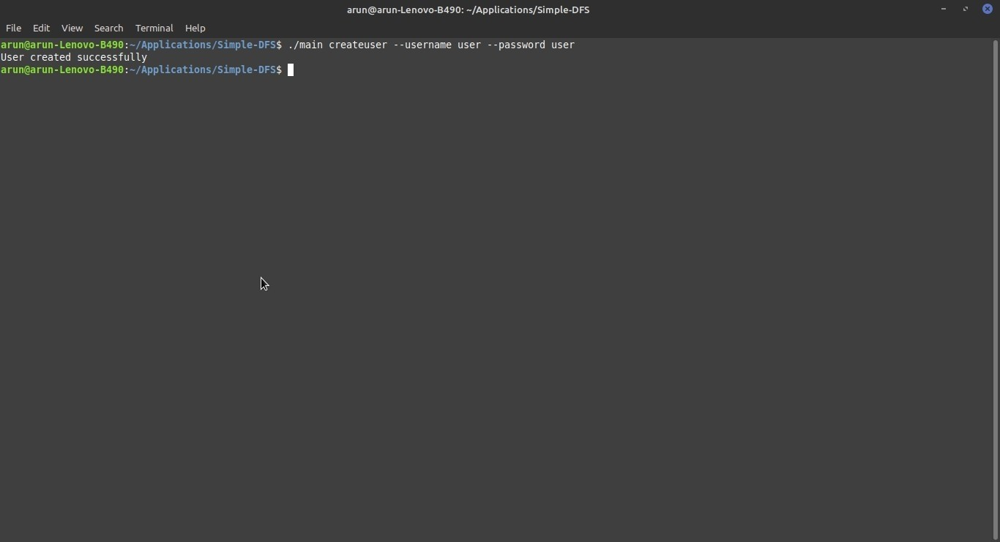 arun@arun-Lenovo-B490: ~/Applications/Simple-DFS
File Edit View Search Terminal Help
arun@arun-Lenovo-B490:~/Applications/Simple-DFS$ ./main createuser --username user --password user
User created successfully
arun@arun-Lenovo-B490:~/Applications/Simple-DFS$